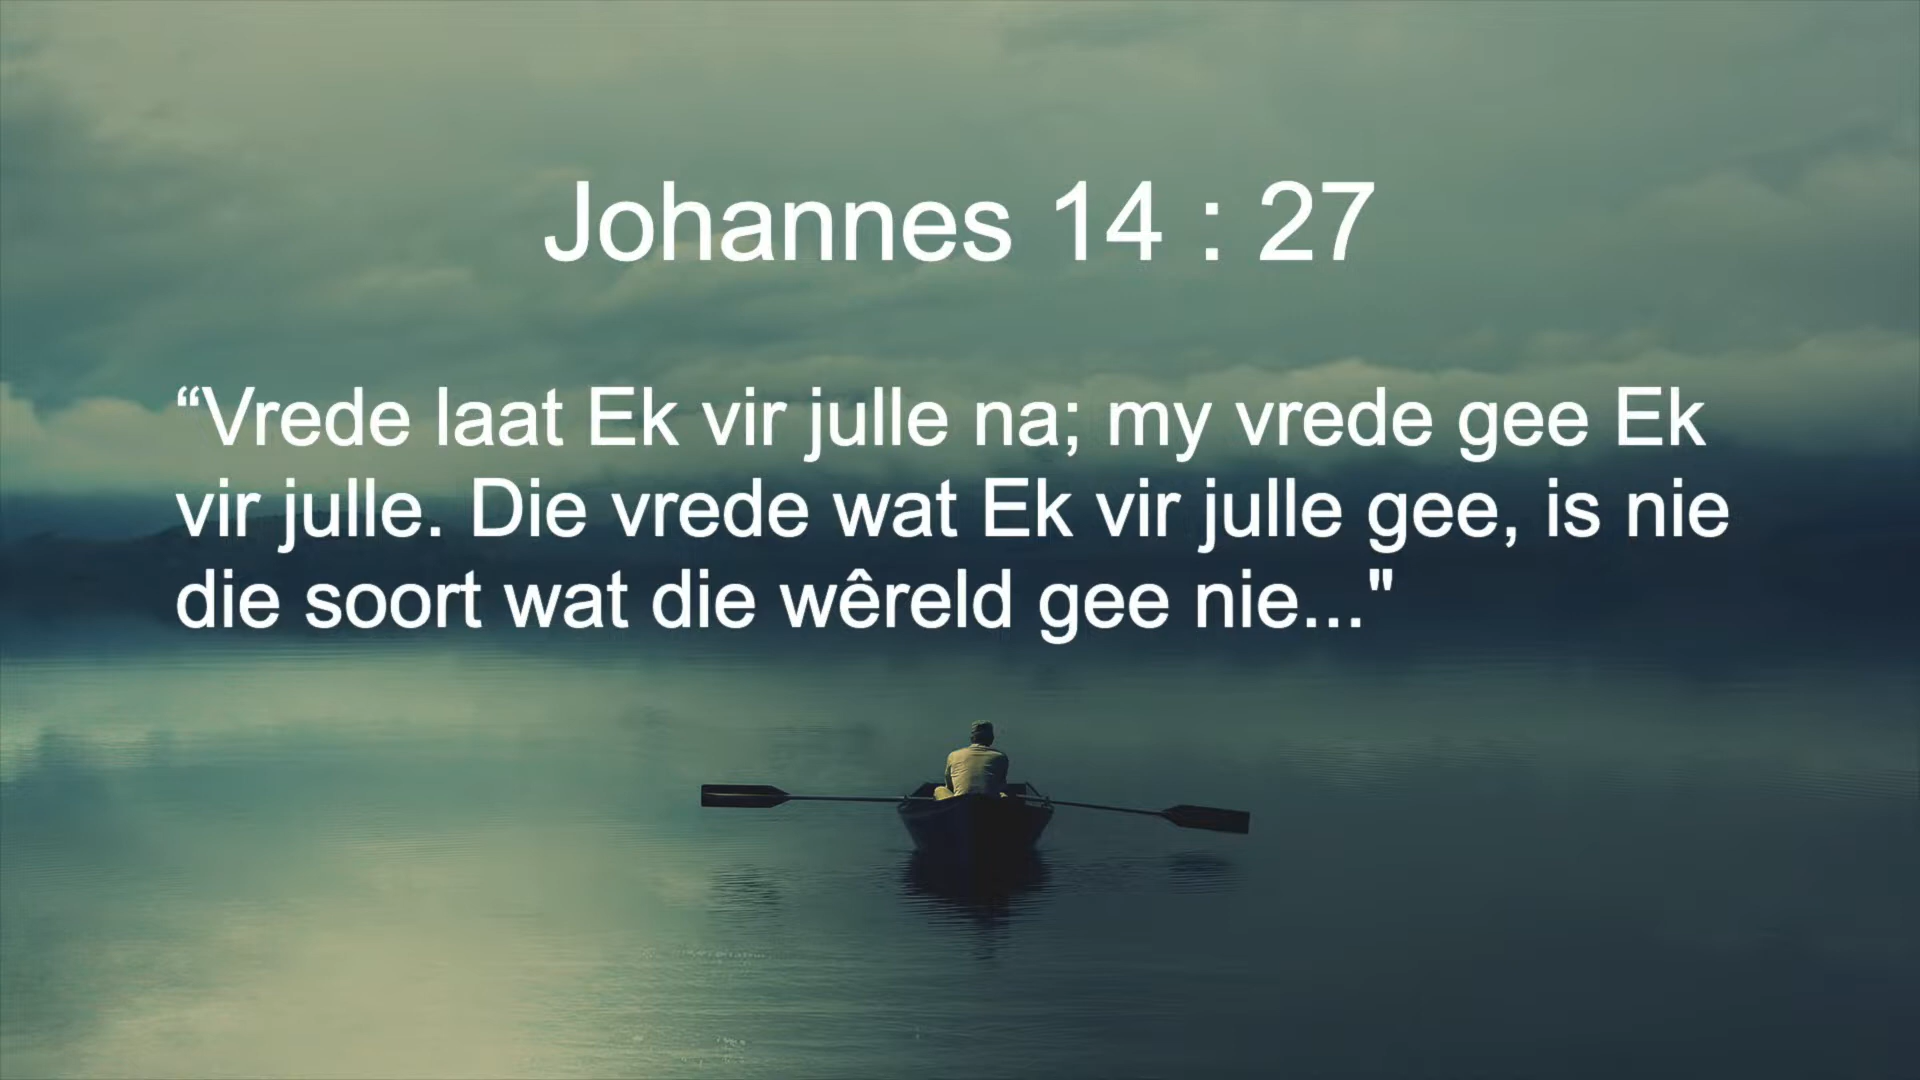 Johannes 14 : 27
“Vrede laat Ek vir julle na; my vrede gee Ek
vir julle. Die vrede wat Ek vir julle gee, is nie
die soort wat die wêreld gee nie..."